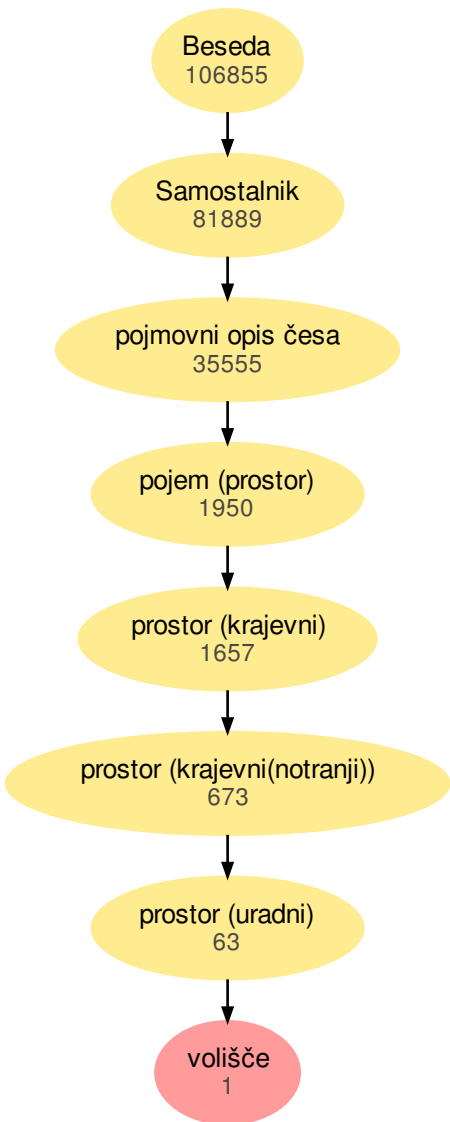 Beseda
106855
Samostalnik
81889
pojmovni opis česa
35555
pojem (prostor)
1950
prostor (krajevni)
1657
prostor (krajevni(notranji))
673
prostor (uradni)
63
volišče
1